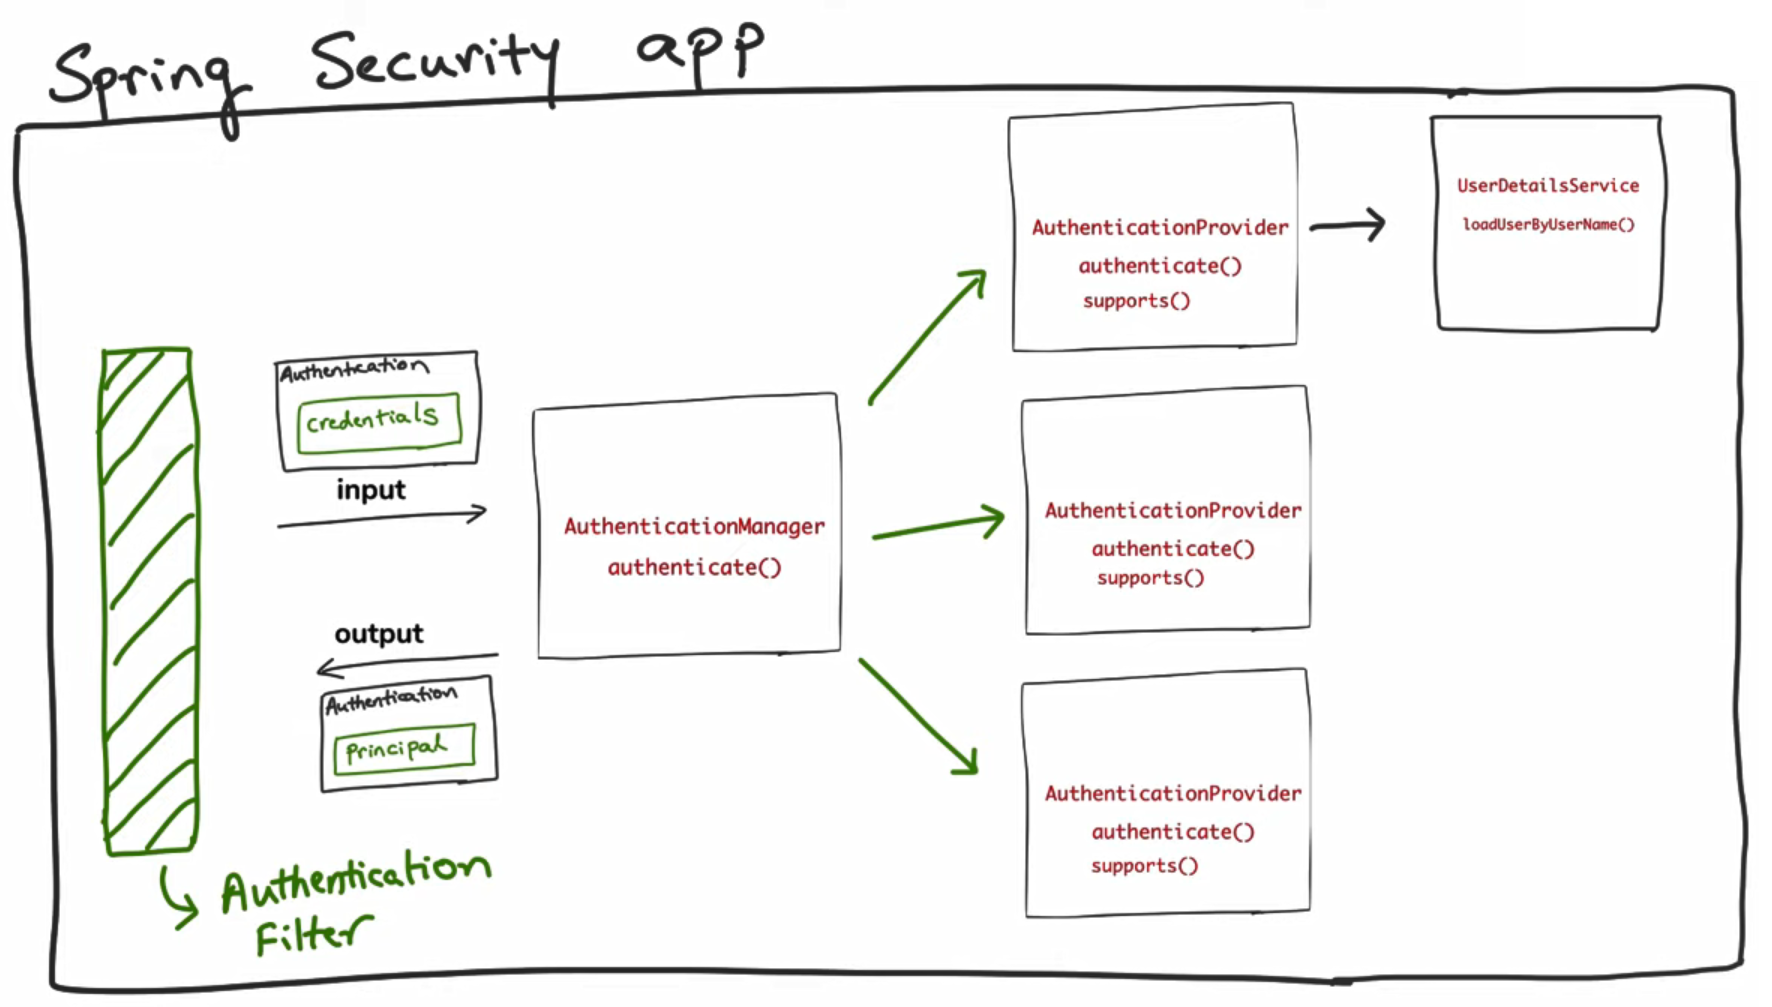 Spring Security app
Authentication
credentials
input
output
Authentication
Principal
Authentication
Filter
AuthenticationManager
authenticate()
AuthenticationProvider
authenticate()
supports()
AuthenticationProvider
authenticate()
supports()
AuthenticationProvider
authenticate()
supports()
UserDetailsService
loadUserByUserName()